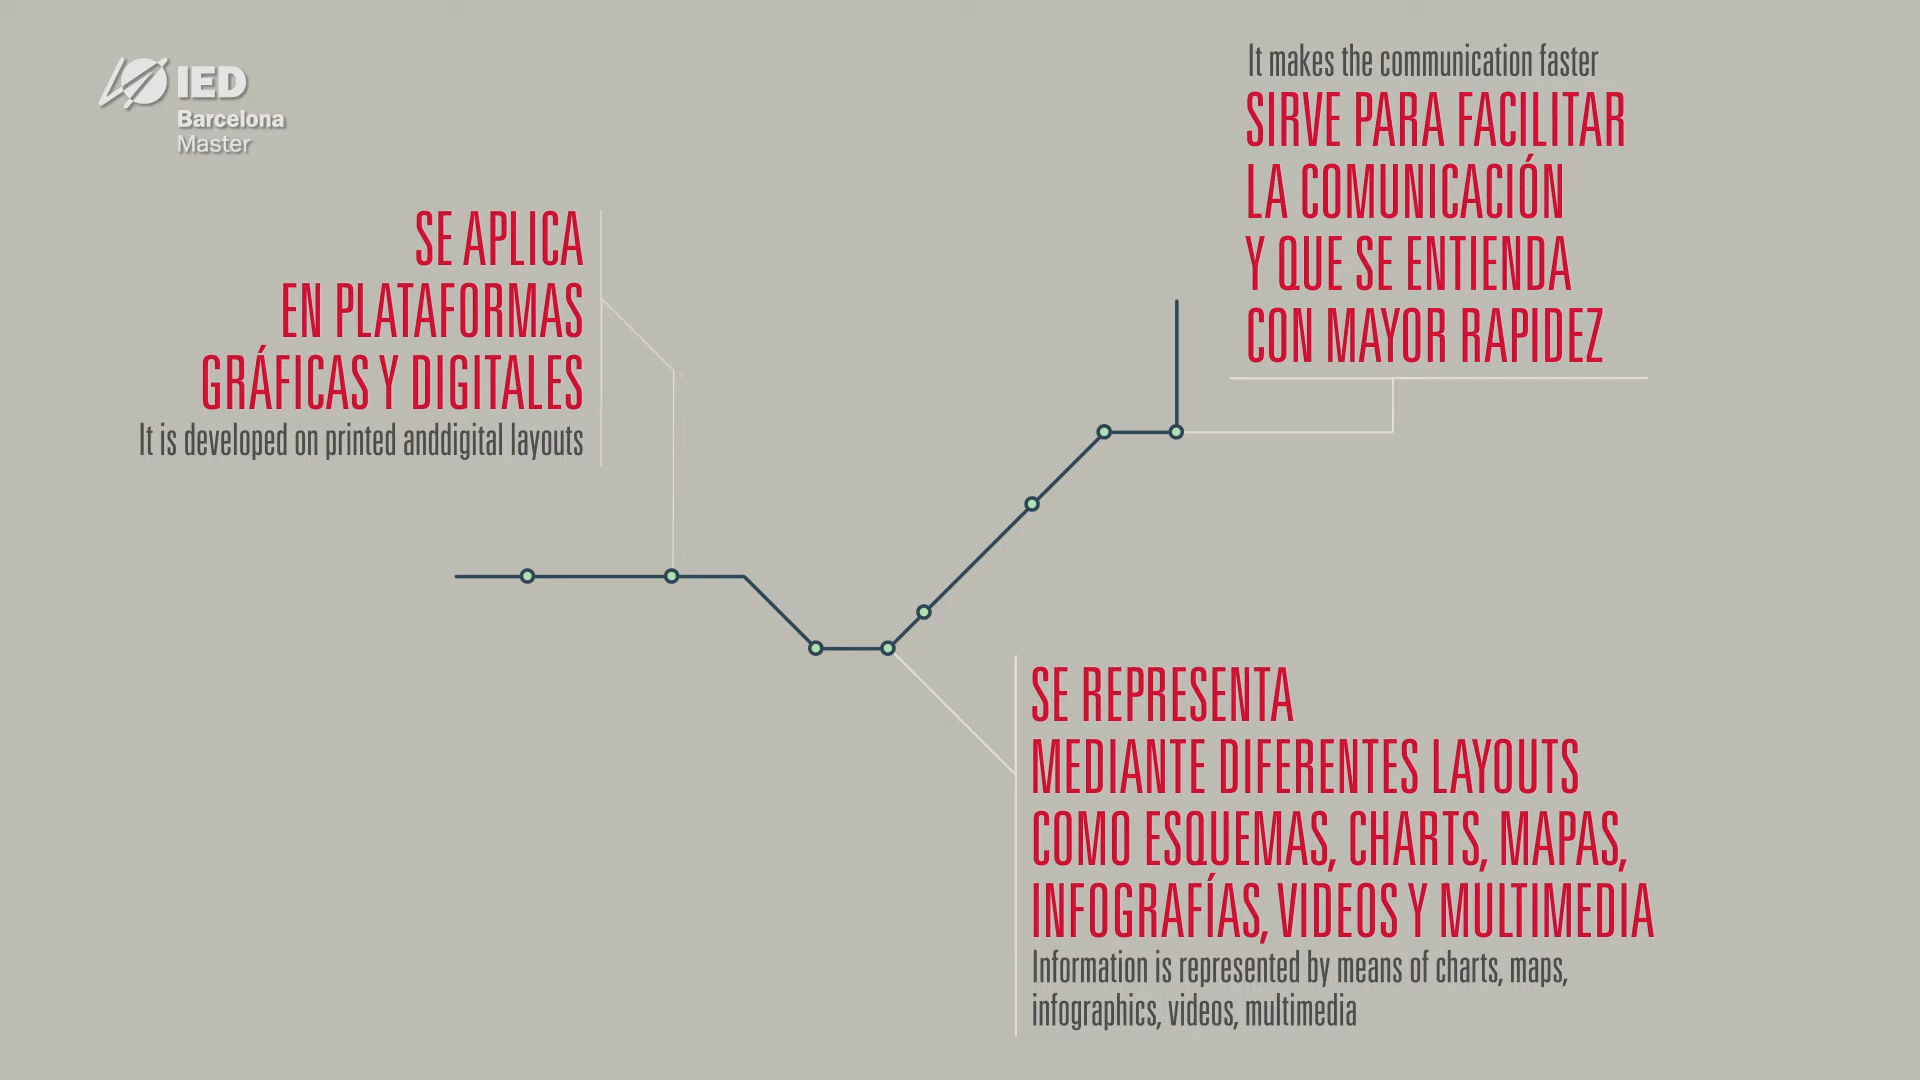 IED
Barcelona
Master
SE APLICA
EN PLATAFORMAS
GRÁFICAS Y DIGITALES
It is developed on printed anddigital layouts
It makes the communication faster
SIRVE PARA FACILITAR
LA COMUNICACIÓN
Y QUE SE ENTIENDA
CON MAYOR RAPIDEZ
SE REPRESENTA
MEDIANTE DIFERENTES LAYOUTS
COMO ESQUEMAS, CHARTS, MAPAS,
INFOGRAFÍAS, VIDEOS Y MULTIMEDIA
Information is represented by means of charts, maps,
infographics, videos, multimedia